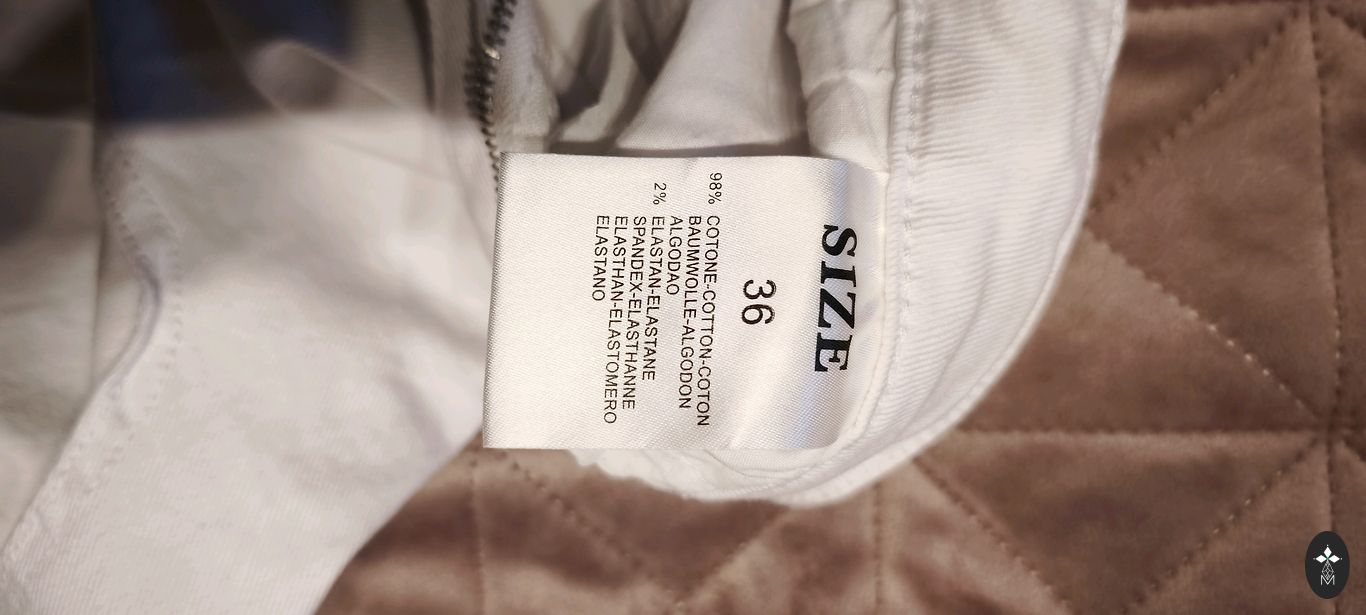 SIZE
36
98% COTONE-COTTON-COTON
BAUMWOLLE-ALGODON
ALGODAO
2% ELASTAN-ELASTANE
SPANDEX-ELASTHANNE
ELASTHAN-ELASTOMERO
ELASTANO
M